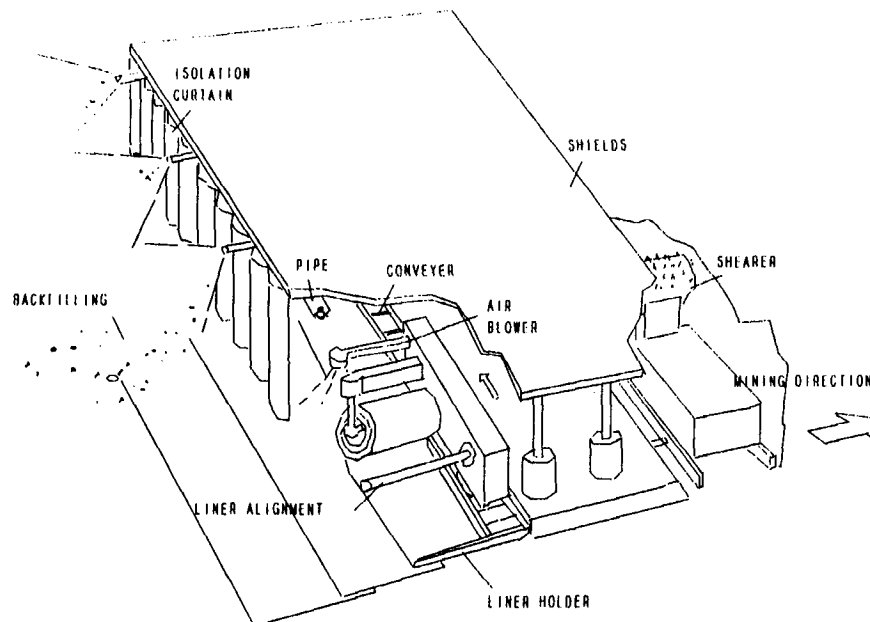 ISOLATION
CURTAIN
SHIELDS
PIPE
CONVEYER
SHEARER
BACKFILLING
AIR
BLOWER
MINING DIRECTION
LINER ALIGNMENT
LINER HOLDER